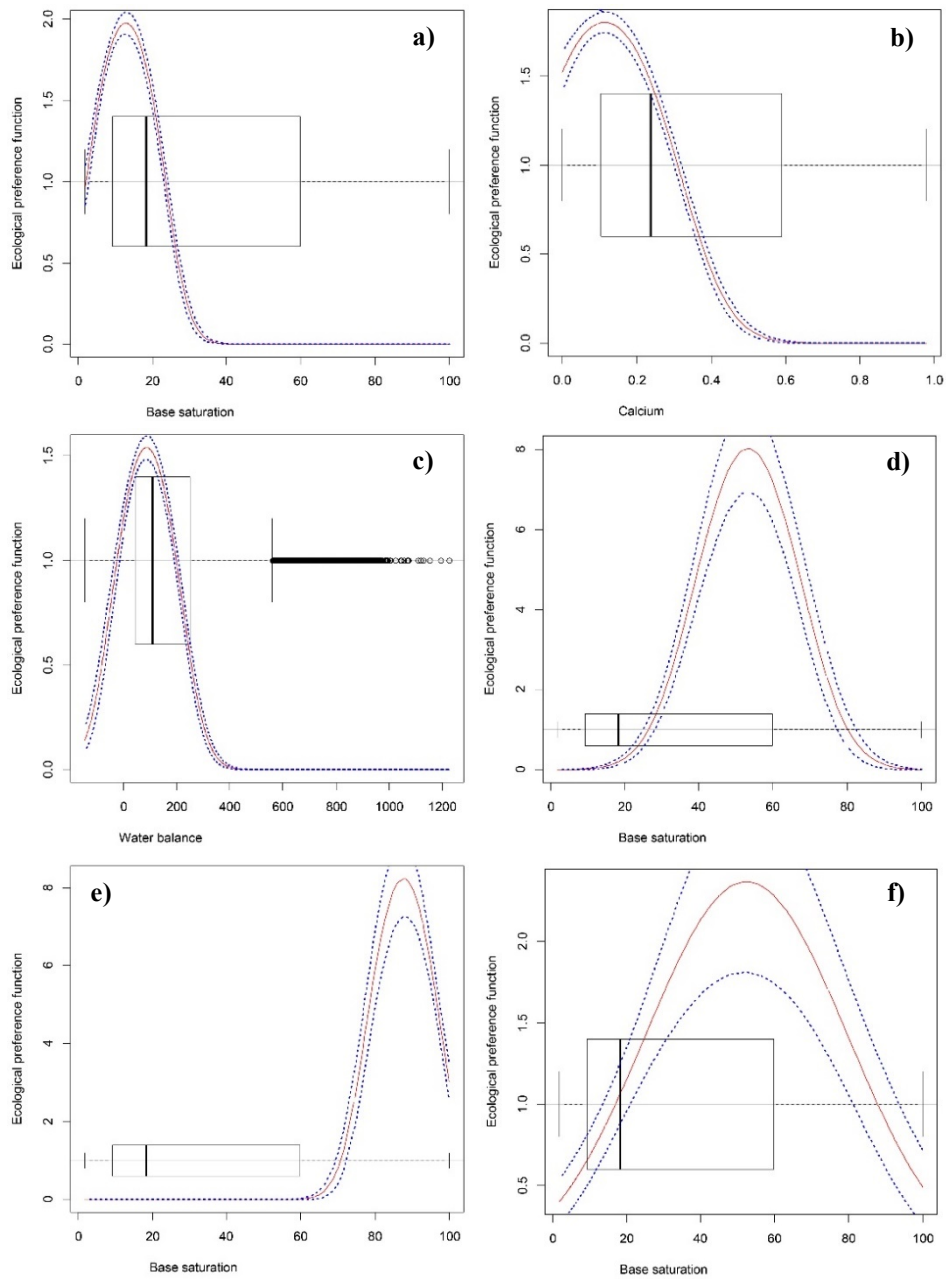 a)
Ecological preference function
2.0
1.5
1.0
0.5
0.0
0 20 40 60 80 100
Base saturation
b)
Ecological preference function
1.5
1.0
0.5
0.0
0.0 0.2 0.4 0.6 0.8 1.0
Calcium
c)
Ecological preference function
1.5
1.0
0.5
0.0
0 200 400 600 800 1000 1200
Water balance
d)
Ecological preference function
8
6
4
2
0
0 20 40 60 80 100
Base saturation
e)
Ecological preference function
8
6
4
2
0
0 20 40 60 80 100
Base saturation
f)
Ecological preference function
2.0
1.5
1.0
0.5
0 20 40 60 80 100
Base saturation